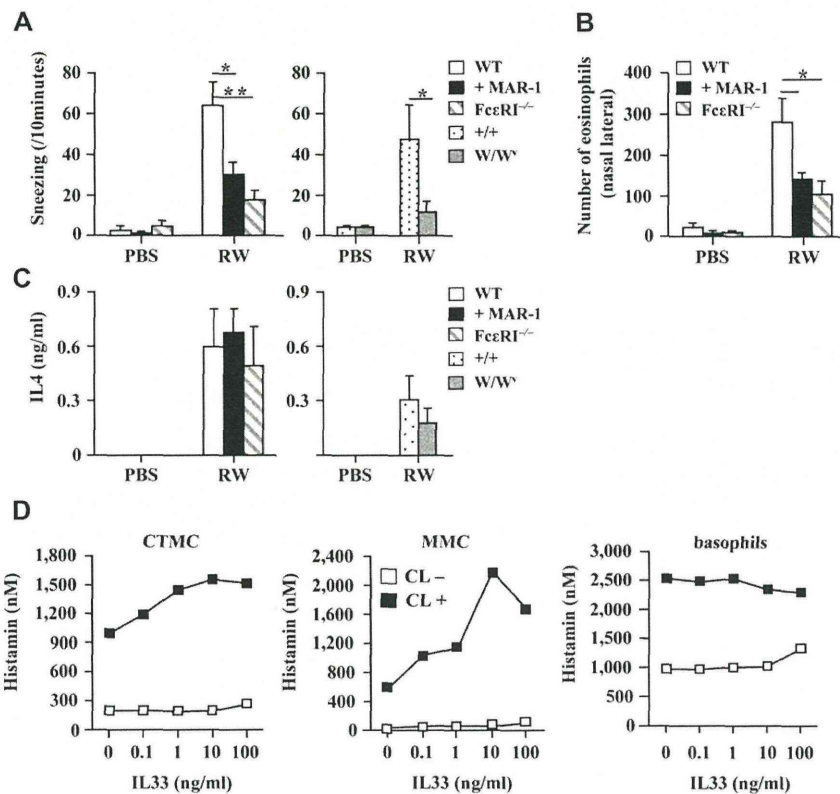 A
Sneezing (/10minutes)
80
60
40
20
0
PBS
RW
*
**
80
60
40
20
0
PBS
RW
*
WT
+ MAR-1
FcεRI⁻/⁻
+/+
W/Wᵛ
B
Number of eosinophils
(nasal lateral)
400
300
200
100
0
PBS
RW
*
WT
+ MAR-1
FcεRI⁻/⁻
C
IL4 (ng/ml)
0.9
0.6
0.3
0
PBS
RW
0.9
0.6
0.3
0
PBS
RW
WT
+ MAR-1
FcεRI⁻/⁻
+/+
W/Wᵛ
D
CTMC
Histamin (nM)
1,800
1,500
1,200
900
600
300
0
0 0.1 1 10 100
IL33 (ng/ml)
MMC
Histamin (nM)
2,400
2,000
1,600
1,200
800
400
0
CL −
CL +
0 0.1 1 10 100
IL33 (ng/ml)
basophils
Histamin (nM)
3,000
2,500
2,000
1,500
1,000
500
0
0 0.1 1 10 100
IL33 (ng/ml)